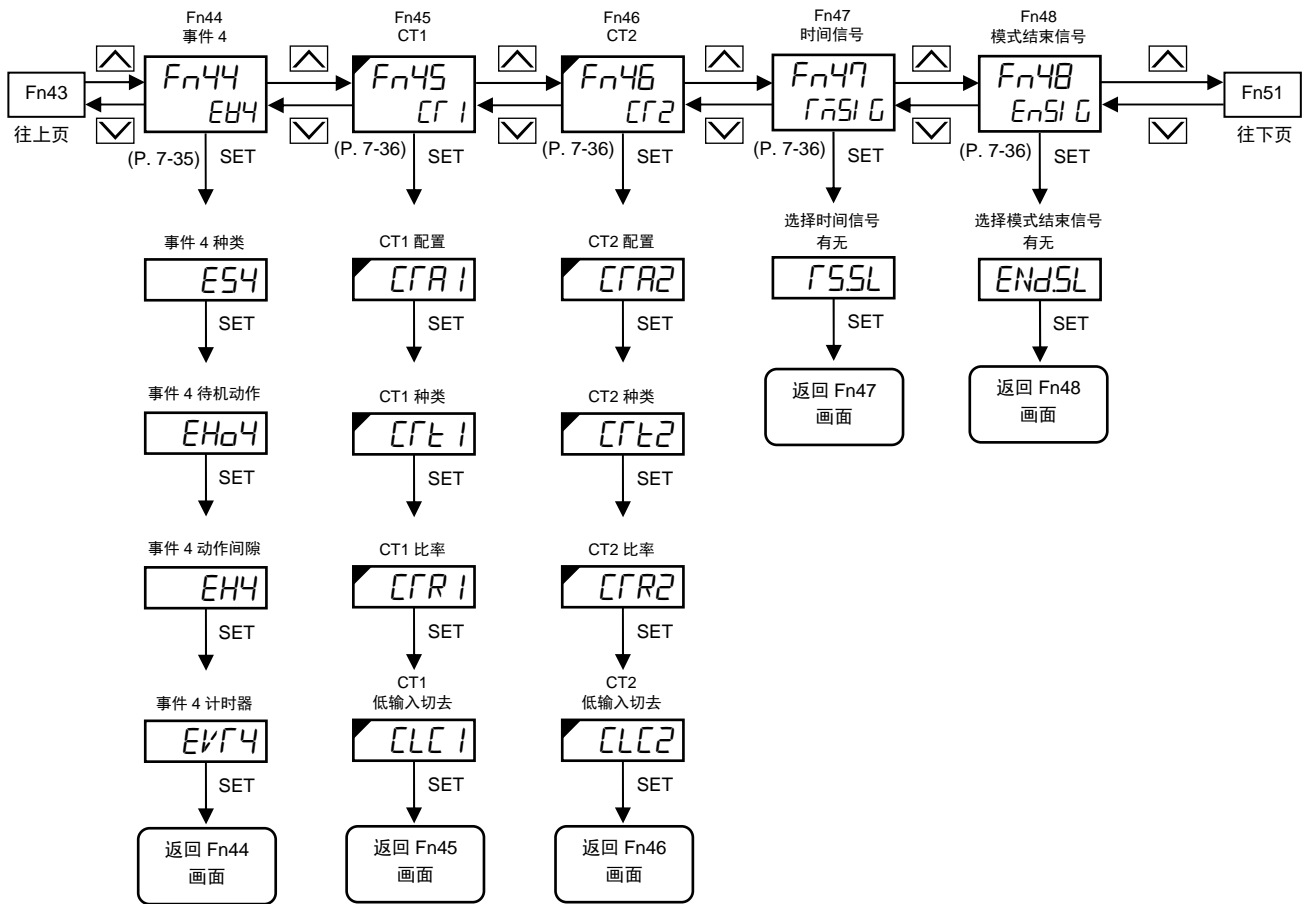 Fn44
事件 4
Fn45
CT1
Fn46
CT2
Fn47
时间信号
Fn48
模式结束信号
Fn43
往上页
Fn44
EV4
Fn45
CT1
Fn46
CT2
Fn47
TmSIG
Fn48
EnSIG
Fn51
往下页
(P. 7-35)
SET
(P. 7-36)
SET
(P. 7-36)
SET
(P. 7-36)
SET
(P. 7-36)
SET
事件 4 种类
ES4
SET
CT1 配置
CTA1
SET
CT2 配置
CTA2
SET
选择时间信号
有无
TS.SL
SET
选择模式结束信号
有无
ENd.SL
SET
事件 4 待机动作
EHo4
SET
CT1 种类
CTt1
SET
CT2 种类
CTt2
SET
返回 Fn47
画面
返回 Fn48
画面
事件 4 动作间隙
EH4
SET
CT1 比率
CTR1
SET
CT2 比率
CTR2
SET
事件 4 计时器
EVT4
SET
CT1
低输入切去
CLC1
SET
CT2
低输入切去
CLC2
SET
返回 Fn44
画面
返回 Fn45
画面
返回 Fn46
画面